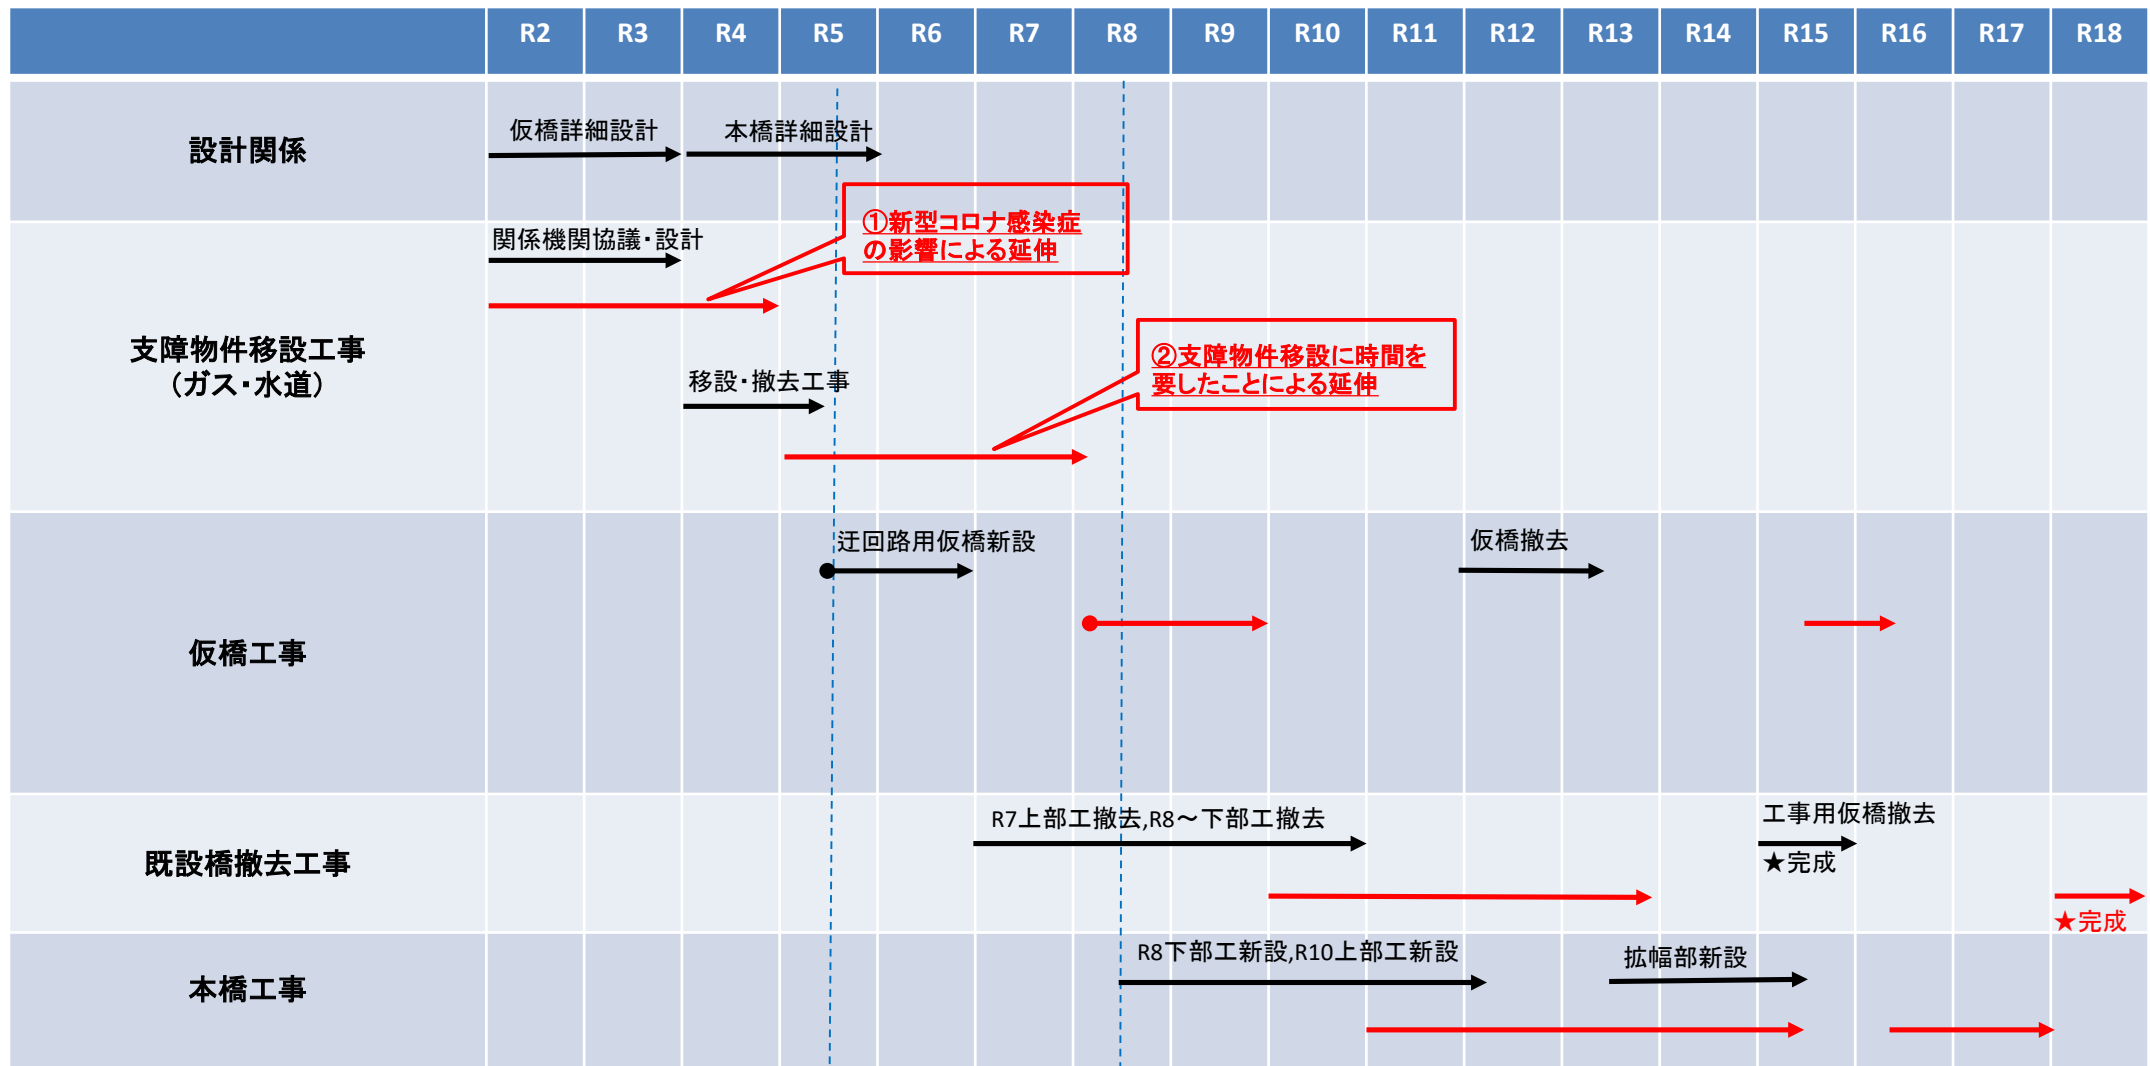 R2 R3 R4 R5 R6 R7 R8 R9 R10 R11 R12 R13 R14 R15 R16 R17 R18
設計関係
仮橋詳細設計
本橋詳細設計
支障物件移設工事
（ガス・水道）
関係機関協議・設計
①新型コロナ感染症
の影響による延伸
移設・撤去工事
②支障物件移設に時間を
要したことによる延伸
仮橋工事
迂回路用仮橋新設
仮橋撤去
既設橋撤去工事
R7上部工撤去,R8～下部工撤去
工事用仮橋撤去
★完成
★完成
本橋工事
R8下部工新設,R10上部工新設
拡幅部新設